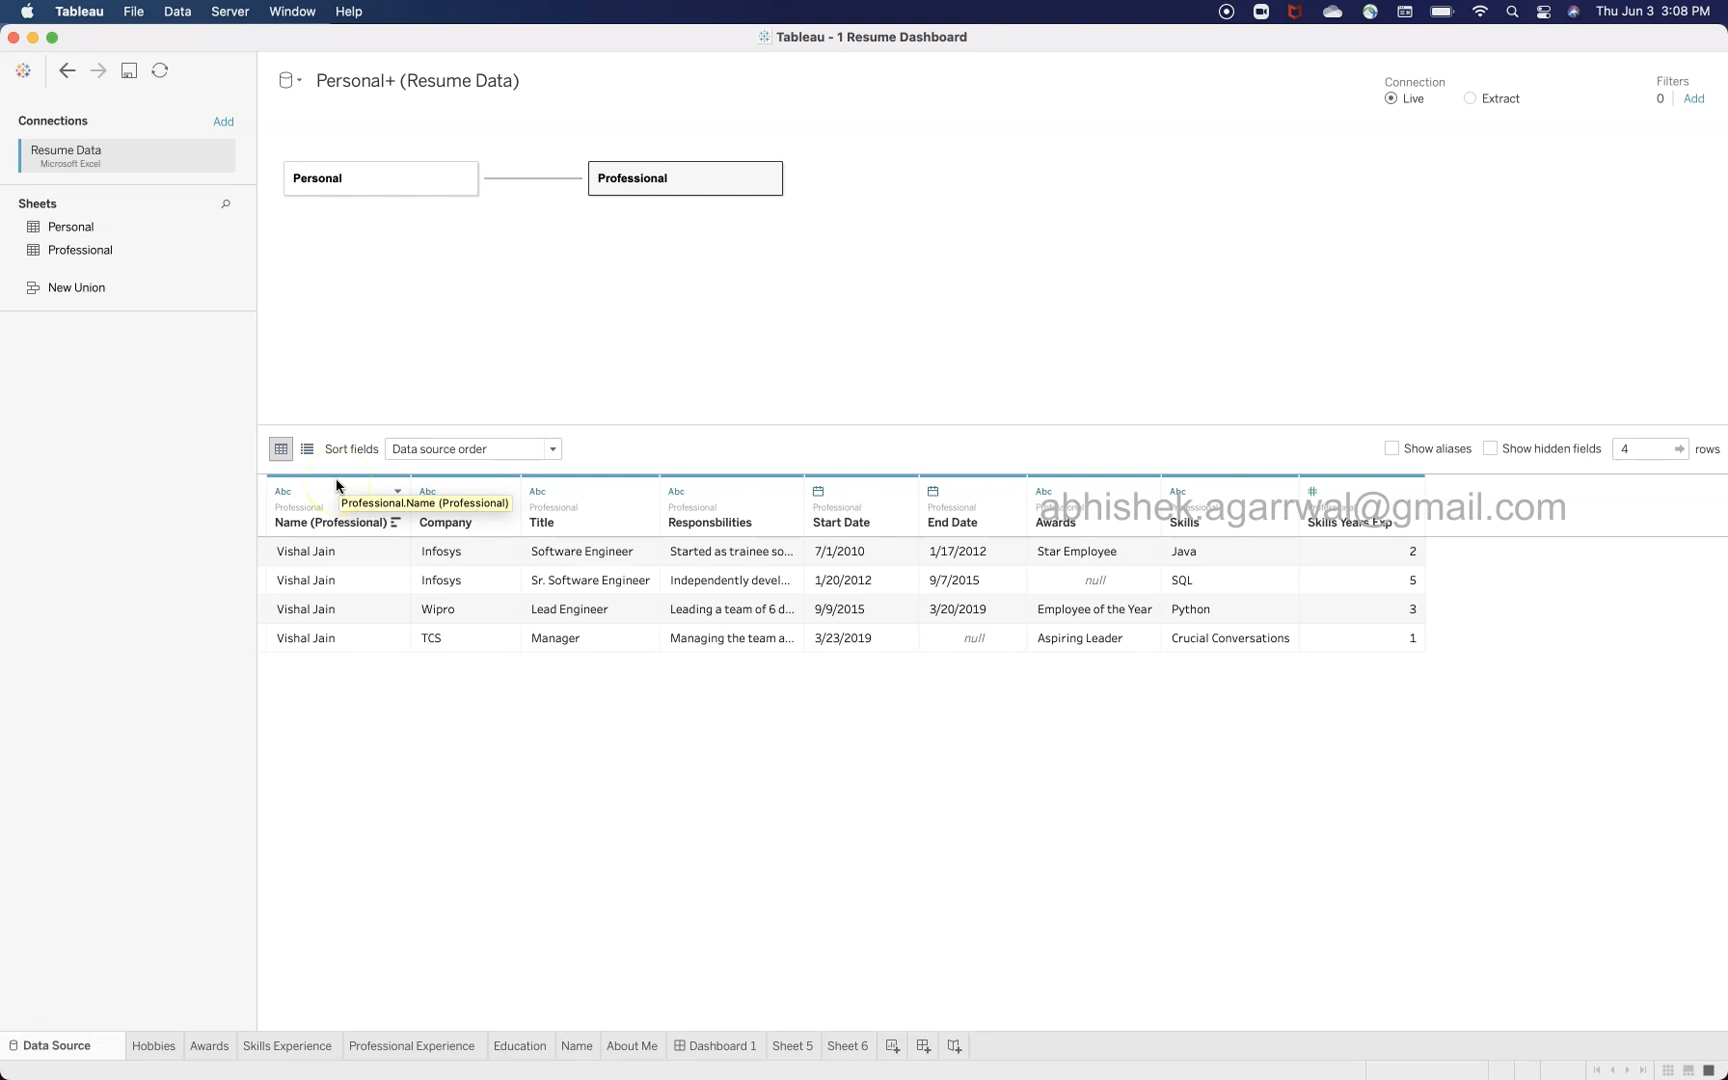 Tableau File Data Server Window Help Thu Jun 3 3:08 PM
Tableau - 1 Resume Dashboard
Personal+ (Resume Data)
Connection
Live Extract
Filters
0 Add
Connections Add
Resume Data
Microsoft Excel
Sheets
Personal
Professional
New Union
Personal Professional
Sort fields Data source order Show aliases Show hidden fields 4 rows
Abc Abc Abc Abc Abc Abc #
Professional.Name (Professional)
Professional Professional Professional Professional Professional
abhishek.agarrwal@gmail.com
Name (Professional) Company Title Responsbilities Start Date End Date Awards Skills Skills Years Exp
Vishal Jain Infosys Software Engineer Started as trainee so... 7/1/2010 1/17/2012 Star Employee Java 2
Vishal Jain Infosys Sr. Software Engineer Independently devel... 1/20/2012 9/7/2015 null SQL 5
Vishal Jain Wipro Lead Engineer Leading a team of 6 d... 9/9/2015 3/20/2019 Employee of the Year Python 3
Vishal Jain TCS Manager Managing the team a... 3/23/2019 null Aspiring Leader Crucial Conversations 1
Data Source Hobbies Awards Skills Experience Professional Experience Education Name About Me Dashboard 1 Sheet 5 Sheet 6